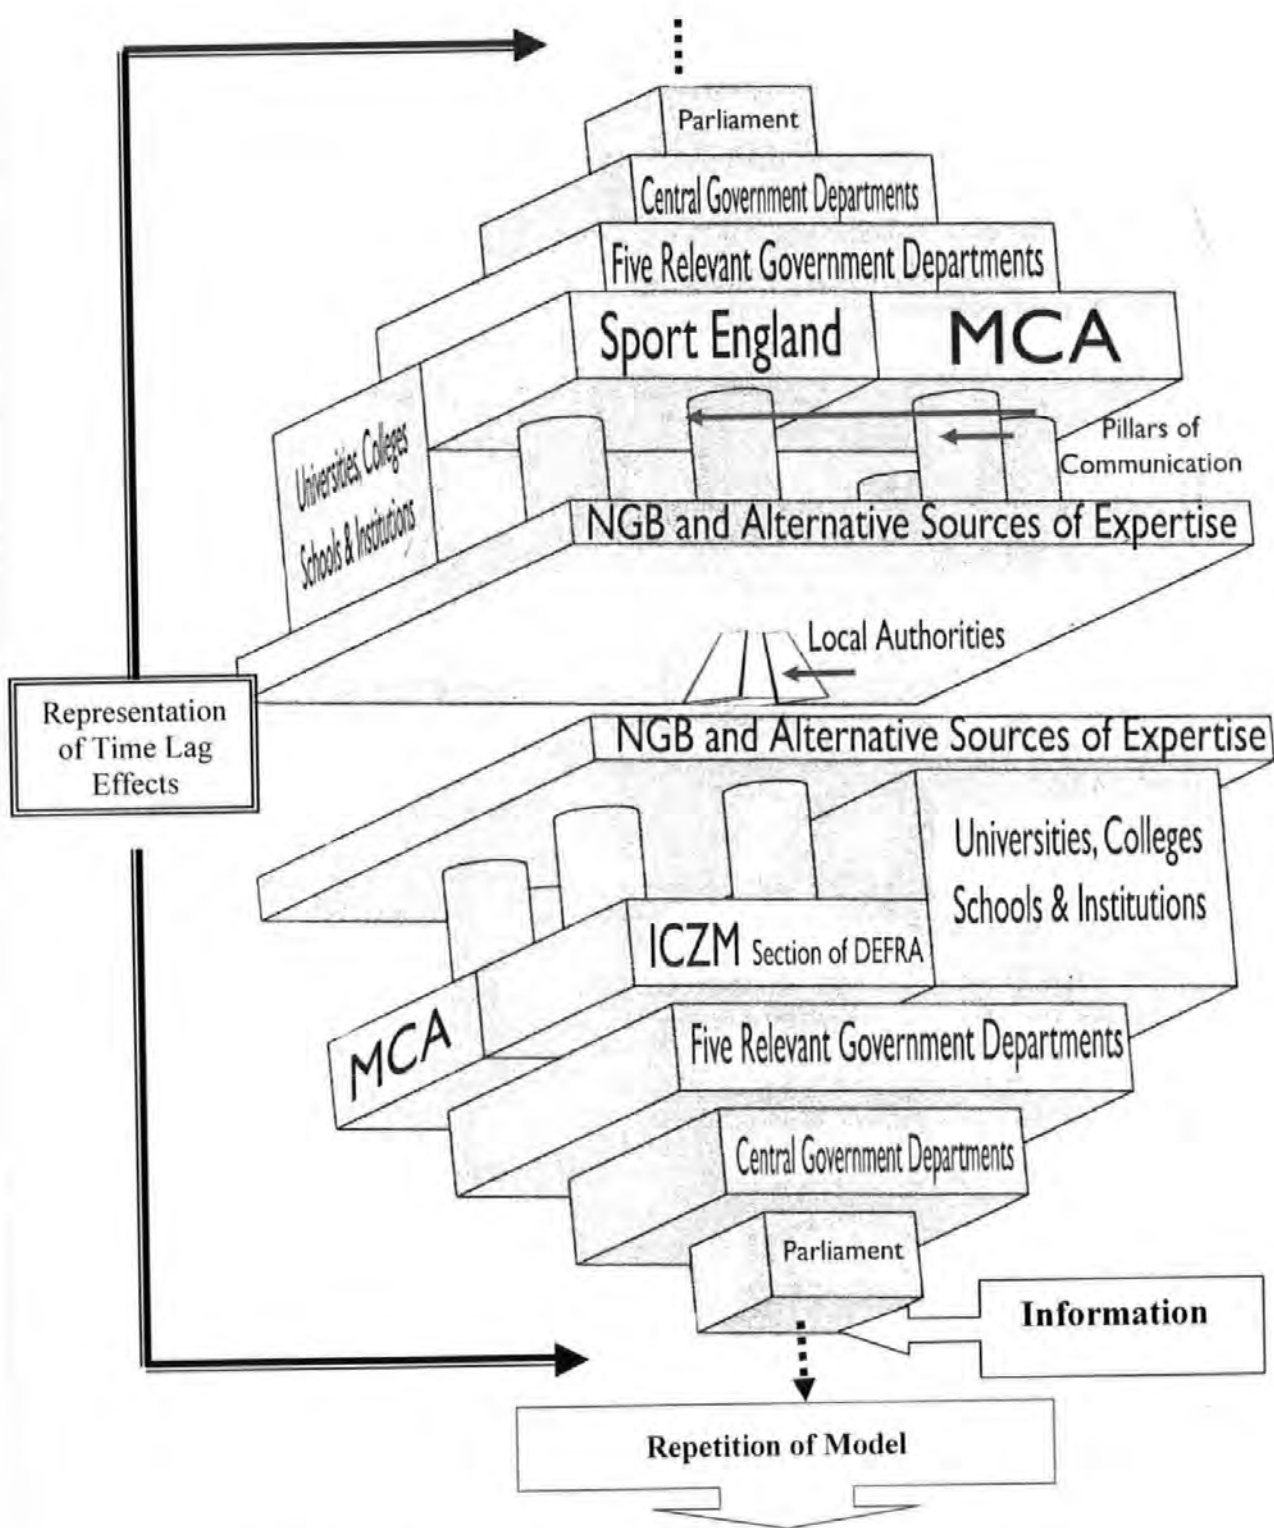 Parliament
Central Government Departments
Five Relevant Government Departments
Sport England
MCA
Universities, Colleges
Schools & Institutions
Pillars of
Communication
NGB and Alternative Sources of Expertise
Local Authorities
Representation
of Time Lag
Effects
NGB and Alternative Sources of Expertise
Universities, Colleges
Schools & Institutions
ICZM Section of DEFRA
MCA
Five Relevant Government Departments
Central Government Departments
Parliament
Information
Repetition of Model